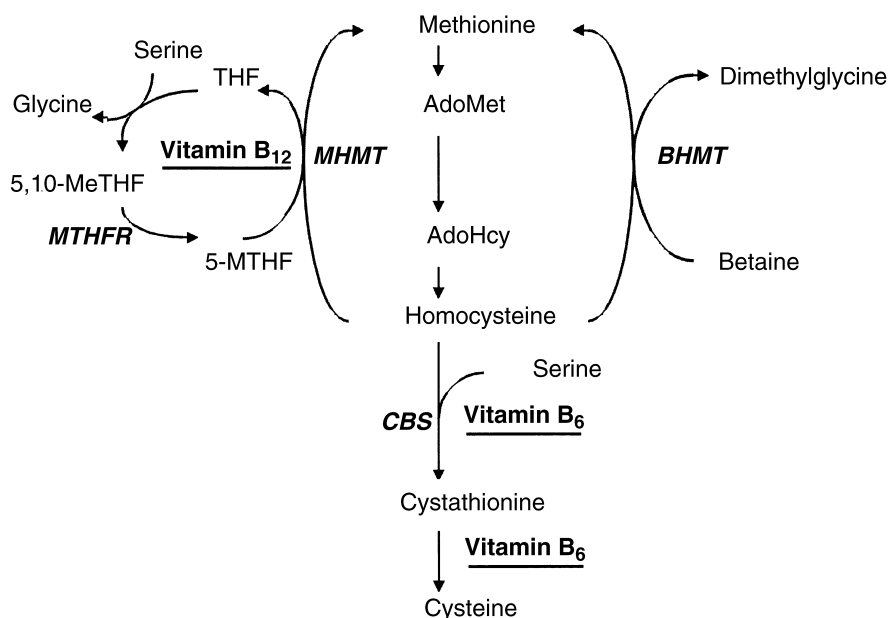 Methionine
Serine
THF
Dimethylglycine
Glycine
AdoMet
Vitamin B12
MHMT
BHMT
5,10-MeTHF
MTHFR
AdoHcy
5-MTHF
Betaine
Homocysteine
Serine
CBS
Vitamin B6
Cystathionine
Vitamin B6
Cysteine